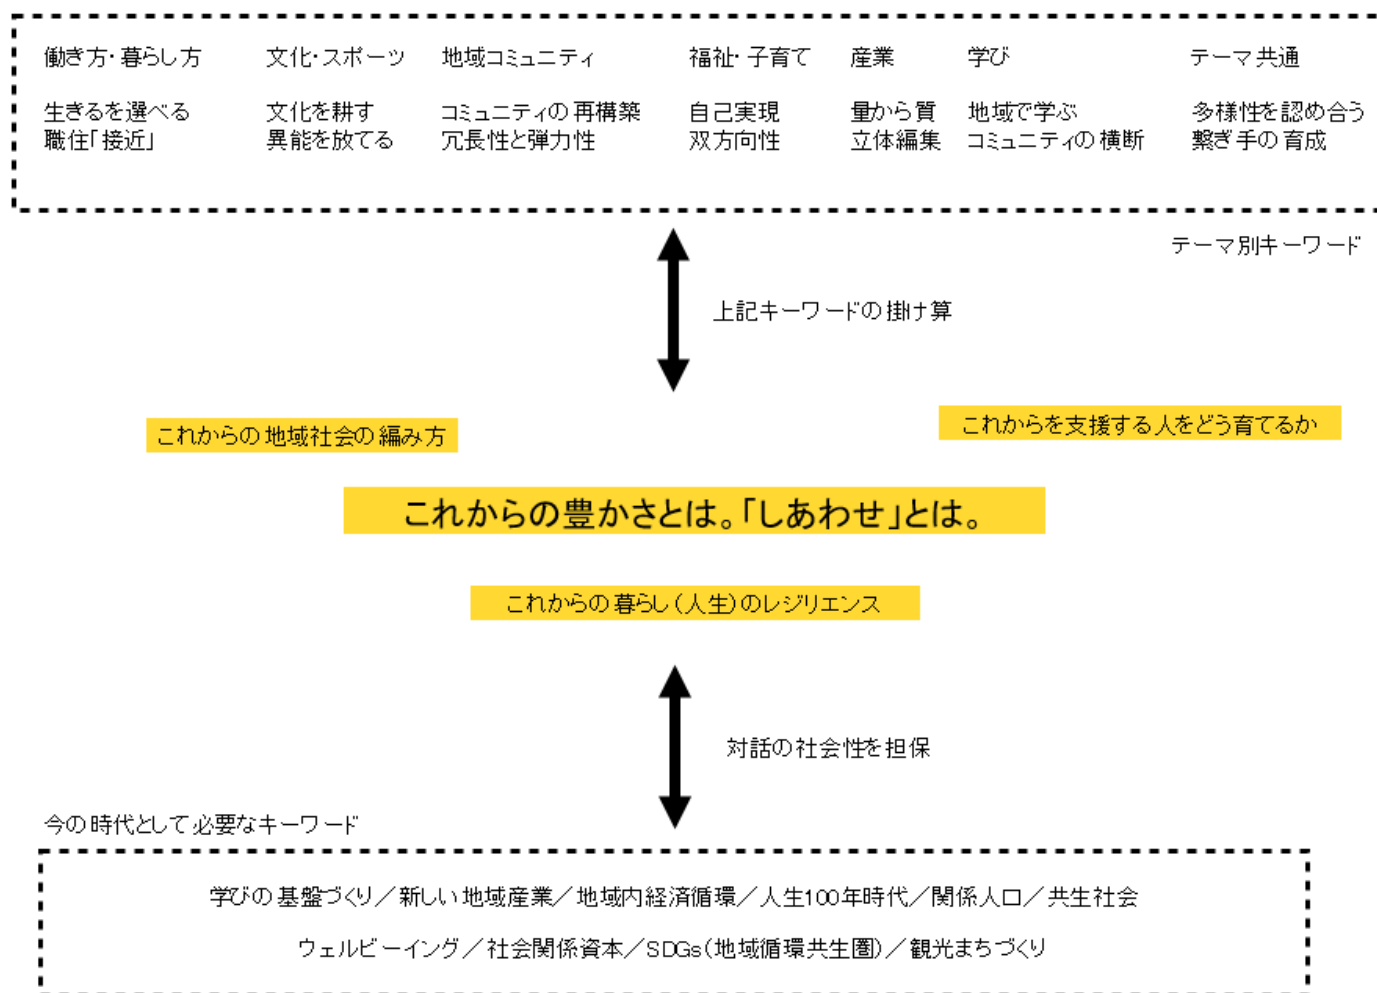 働き方・暮らし方 文化・スポーツ 地域コミュニティ 福祉・子育て 産業 学び テーマ共通
生きるを選べる 文化を耕す コミュニティの再構築 自己実現 量から質 地域で学ぶ 多様性を認め合う
職住「接近」 異能を放てる 冗長性と弾力性 双方向性 立体編集 コミュニティの横断 繋ぎ手の育成
テーマ別キーワード
上記キーワードの掛け算
これからの地域社会の編み方 これからを支援する人をどう育てるか
これからの豊かさとは。「しあわせ」とは。
これからの暮らし(人生)のレジリエンス
対話の社会性を担保
今の時代として必要なキーワード
学びの基盤づくり/新しい地域産業/地域内経済循環/人生100年時代/関係人口/共生社会
ウェルビーイング/社会関係資本/SDGs(地域循環共生圏)/観光まちづくり